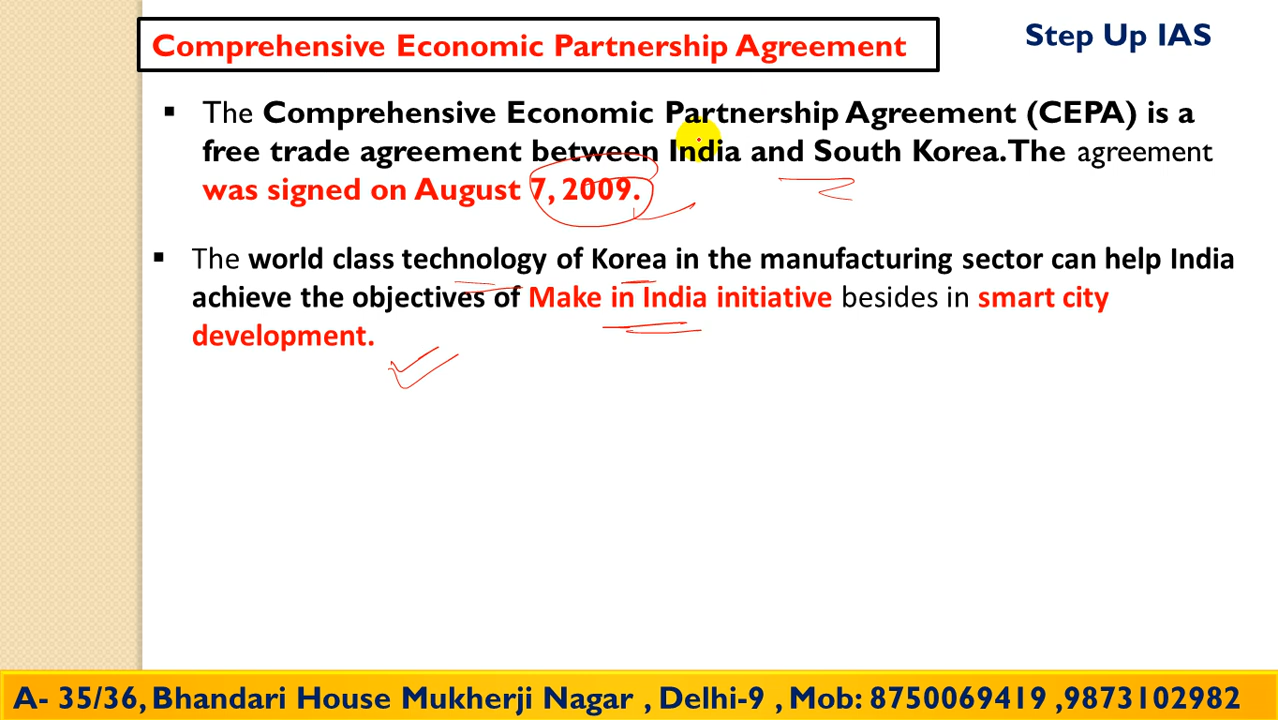 Comprehensive Economic Partnership Agreement
Step Up IAS
▪ The Comprehensive Economic Partnership Agreement (CEPA) is a
free trade agreement between India and South Korea. The agreement
was signed on August 7, 2009.
▪ The world class technology of Korea in the manufacturing sector can help India
achieve the objectives of Make in India initiative besides in smart city
development.
A- 35/36, Bhandari House Mukherji Nagar , Delhi-9 , Mob: 8750069419 ,9873102982